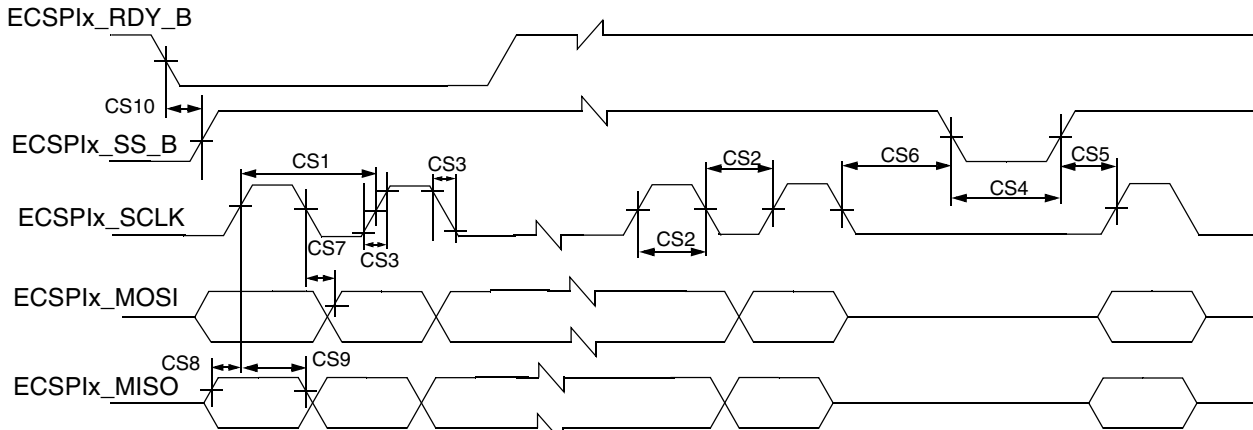 ECSPIx_RDY_B
CS10
ECSPIx_SS_B
CS1
CS3
CS2
CS6
CS5
CS4
ECSPIx_SCLK
CS7
CS3
CS2
ECSPIx_MOSI
CS8
CS9
ECSPIx_MISO